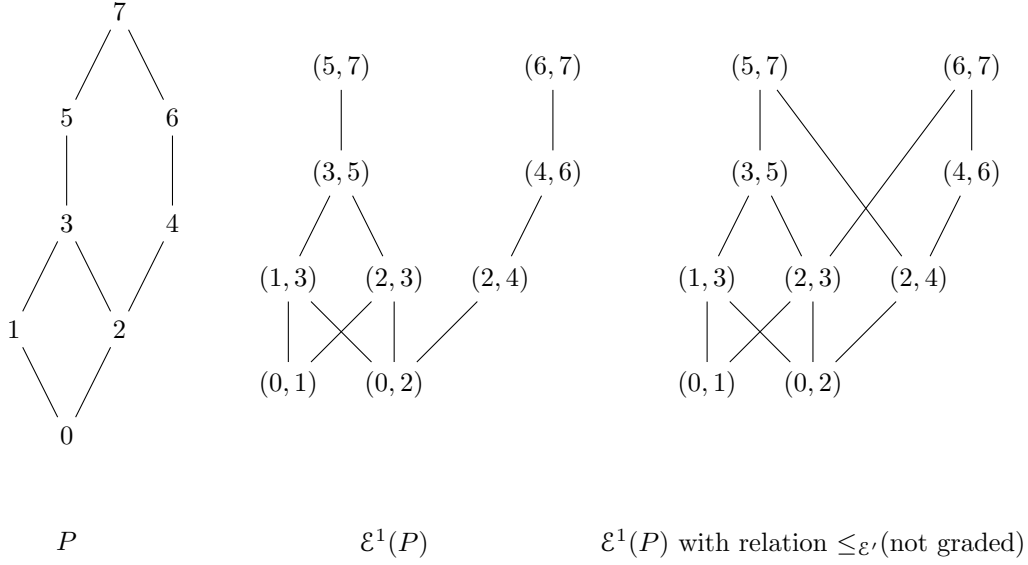 7
(5, 7) (6, 7) (5, 7) (6, 7)
5 6
(3, 5) (4, 6) (3, 5) (4, 6)
3 4
(1, 3) (2, 3) (2, 4) (1, 3) (2, 3) (2, 4)
1 2
(0, 1) (0, 2) (0, 1) (0, 2)
0
P ℰ¹(P) ℰ¹(P) with relation ≤ℰ′(not graded)